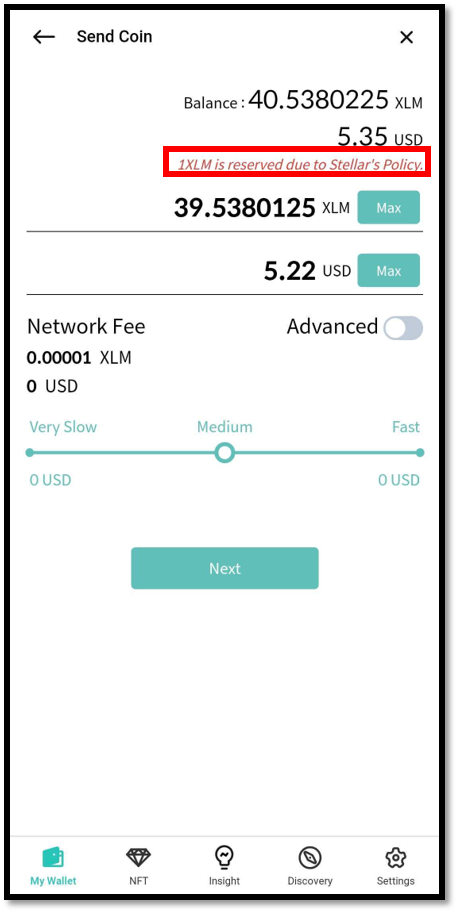 Send Coin
Balance : 40.5380225 XLM
5.35 USD
1XLM is reserved due to Stellar's Policy.
39.5380125 XLM Max
5.22 USD Max
Network Fee Advanced
0.00001 XLM
0 USD
Very Slow Medium Fast
0 USD 0 USD
Next
My Wallet NFT Insight Discovery Settings